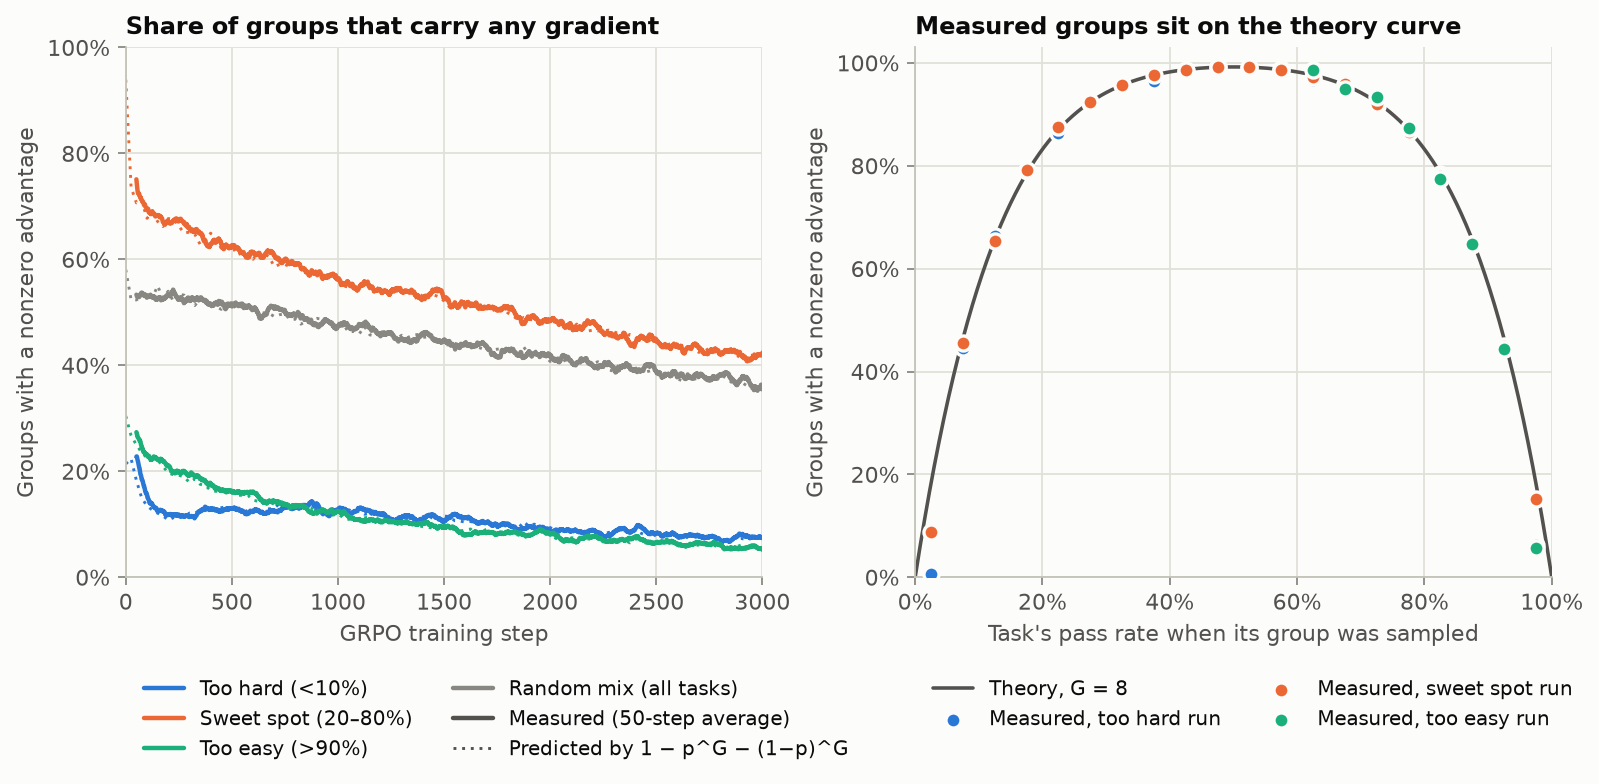 Share of groups that carry any gradient
Groups with a nonzero advantage
100%
80%
60%
40%
20%
0%
0 500 1000 1500 2000 2500 3000
GRPO training step
Too hard (<10%)
Sweet spot (20–80%)
Too easy (>90%)
Random mix (all tasks)
Measured (50-step average)
Predicted by 1 − p^G − (1−p)^G
Measured groups sit on the theory curve
Groups with a nonzero advantage
100%
80%
60%
40%
20%
0%
0% 20% 40% 60% 80% 100%
Task's pass rate when its group was sampled
Theory, G = 8
Measured, too hard run
Measured, sweet spot run
Measured, too easy run